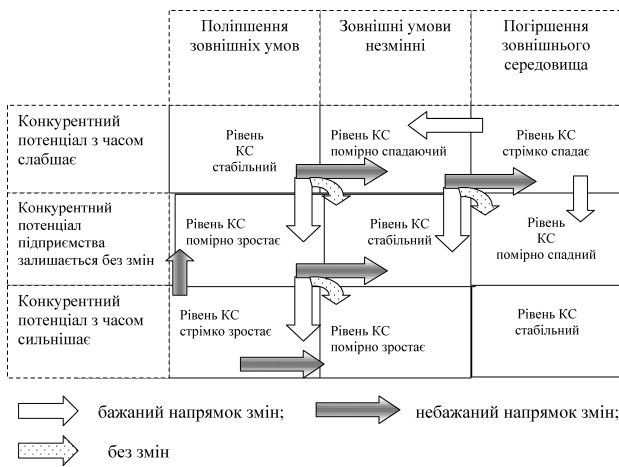 Поліпшення
зовнішніх умов
Зовнішні умови
незмінні
Погіршення
зовнішнього
середовища
Конкурентний
потенціал з часом
слабшає
Рівень
КС
стабільний
Рівень КС
помірно спадаючий
Рівень КС
стрімко спадає
Конкурентний
потенціал
підприємства
залишається без змін
Рівень КС
помірно зростає
Рівень КС
стабільний
Рівень
КС
помірно спадний
Конкурентний
потенціал з часом
сильнішає
Рівень КС
стрімко зростає
Рівень КС
помірно зростає
Рівень КС
стабільний
бажаний напрямок змін;
небажаний напрямок змін;
без змін